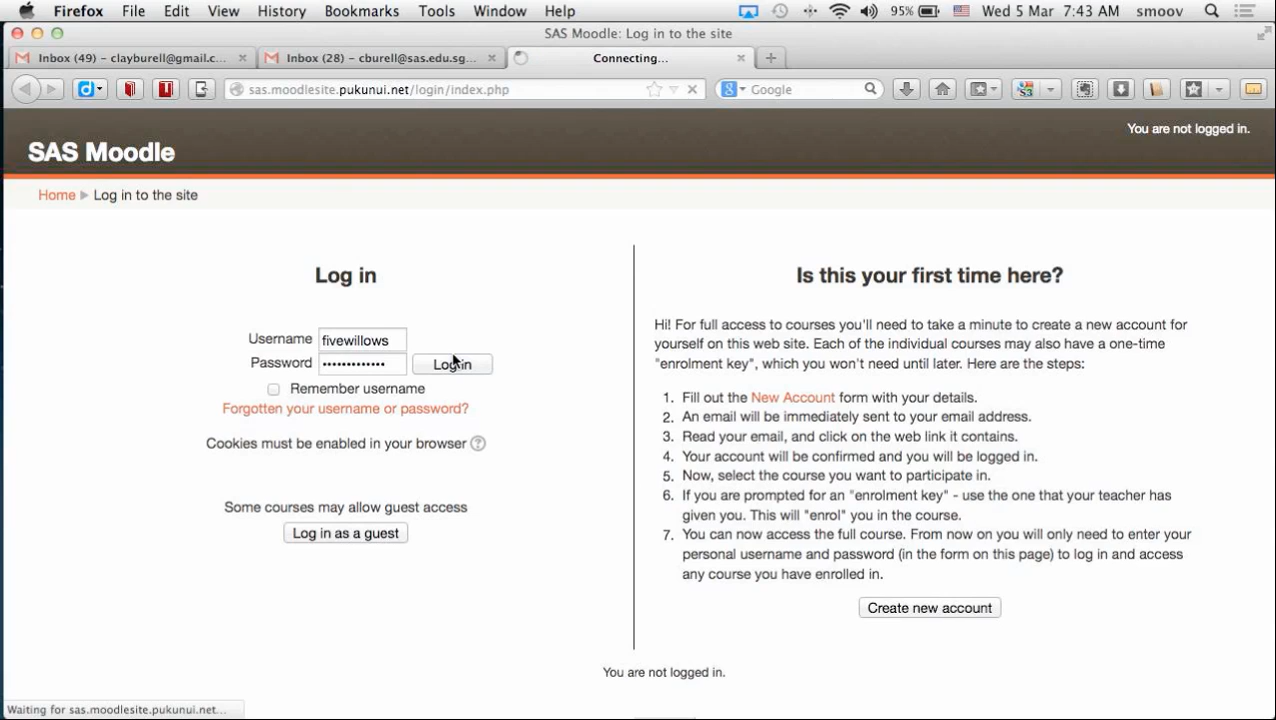 Firefox File Edit View History Bookmarks Tools Window Help 95% Wed 5 Mar 7:43 AM smoov
SAS Moodle: Log in to the site
Inbox (49) – clayburell@gmail.c... Inbox (28) – cburell@sas.edu.sg... Connecting...
sas.moodlesite.pukunui.net/login/index.php Google
You are not logged in.
SAS Moodle
Home Log in to the site
Log in
Username fivewillows
Password •••••••••••••
Log in
Remember username
Forgotten your username or password?
Cookies must be enabled in your browser ?
Some courses may allow guest access
Log in as a guest
Is this your first time here?
Hi! For full access to courses you'll need to take a minute to create a new account for
yourself on this web site. Each of the individual courses may also have a one-time
"enrolment key", which you won't need until later. Here are the steps:
1. Fill out the New Account form with your details.
2. An email will be immediately sent to your email address.
3. Read your email, and click on the web link it contains.
4. Your account will be confirmed and you will be logged in.
5. Now, select the course you want to participate in.
6. If you are prompted for an "enrolment key" - use the one that your teacher has
given you. This will "enrol" you in the course.
7. You can now access the full course. From now on you will only need to enter your
personal username and password (in the form on this page) to log in and access
any course you have enrolled in.
Create new account
You are not logged in.
Waiting for sas.moodlesite.pukunui.net...